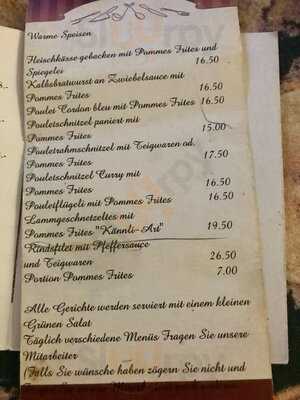 Warme Speisen
Fleischkäse gebacken mit Pommes Frites und
Spiegelei 16.50
Kalbsbratwurst an Zwiebelsauce mit
Pommes Frites 16.50
Poulet Cordon bleu mit Pommes Frites 16.50
Pouletschnitzel paniert mit
Pommes Frites 15.00
Pouletrahmschnitzel mit Teigwaren od.
Pommes Frites 17.50
Pouletschnitzel Curry mit
Pommes Frites 16.50
Pouletflügeli mit Pommes Frites 16.50
Lammgeschnetzeltes mit
Pommes Frites "Kännli-Art" 19.50
Rindsfilet mit Pfeffersauce
und Teigwaren 26.50
Portion Pommes Frites 7.00
Alle Gerichte werden serviert mit einem kleinen
Grünen Salat
Täglich verschiedene Menüs Fragen Sie unsere
Mitarbeiter
(Falls Sie wünsche haben zögern Sie nicht und